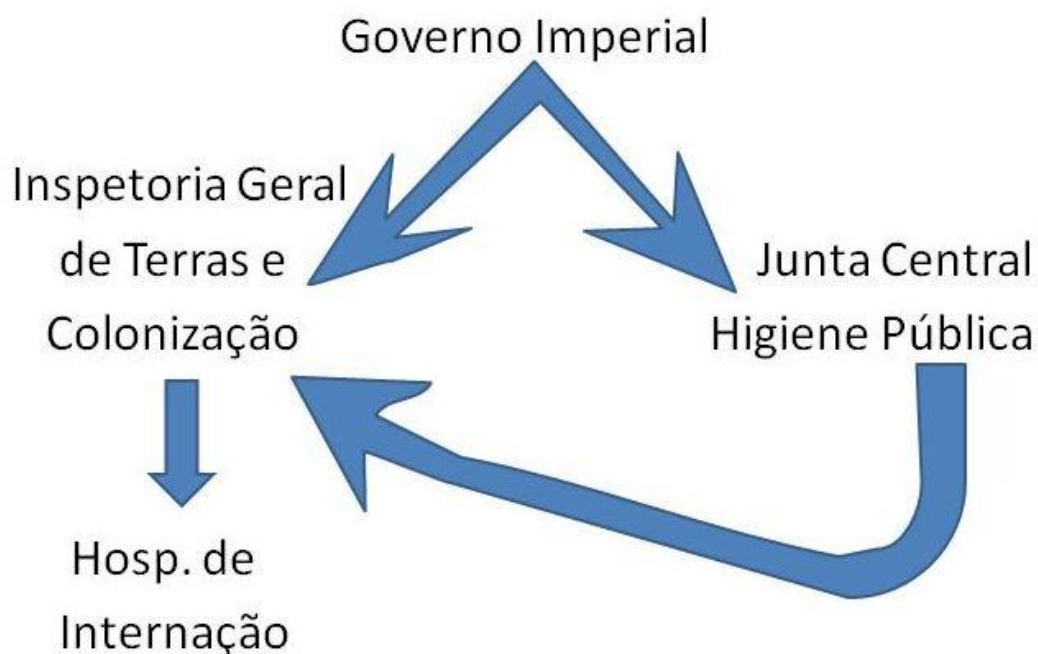 Governo Imperial
Inspetoria Geral
de Terras e
Colonização
Junta Central
Higiene Pública
Hosp. de
Internação